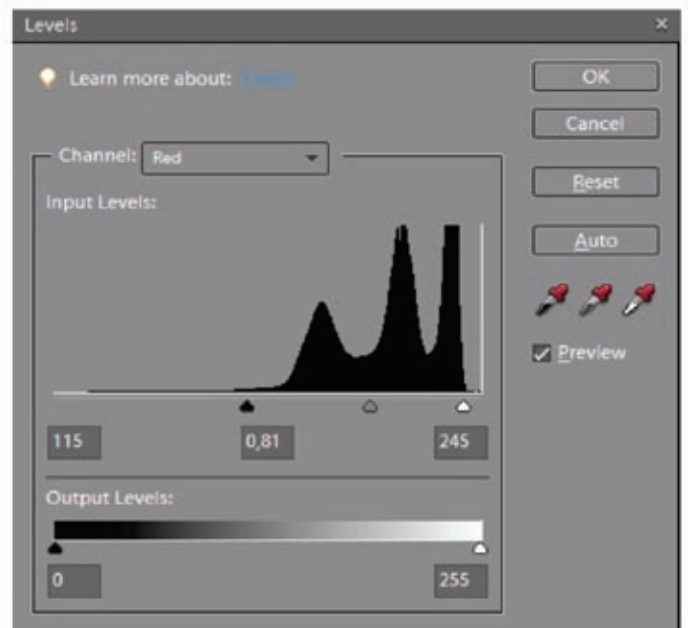 Levels
Learn more about: Levels
OK
Cancel
Channel: Red
Reset
Input Levels:
Auto
Preview
115 0,81 245
Output Levels:
0 255